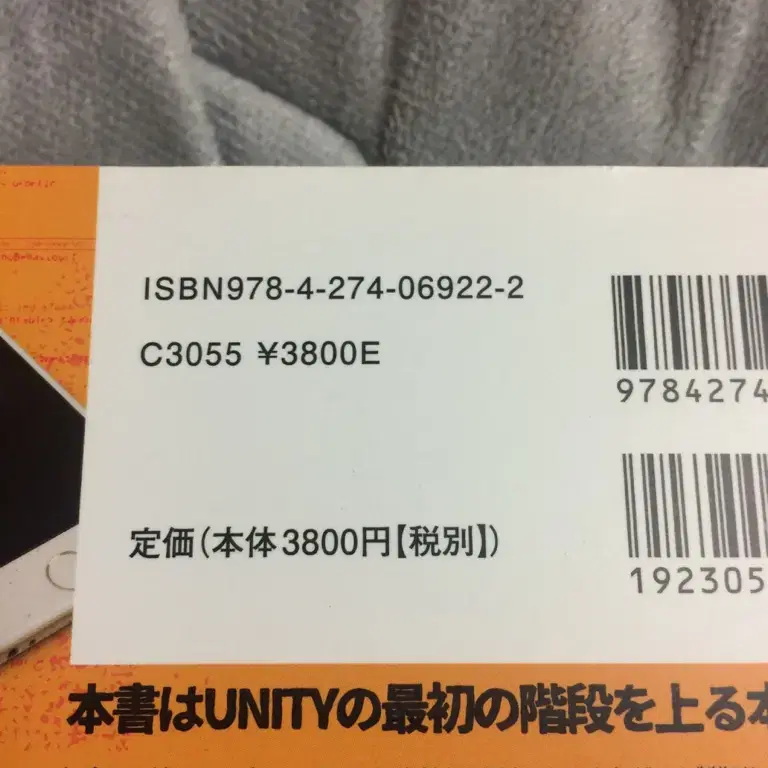 ISBN978-4-274-06922-2
C3055 ¥3800E
9784274
定価(本体3800円【税別】)
192305
本書はUNITYの最初の階段を上る